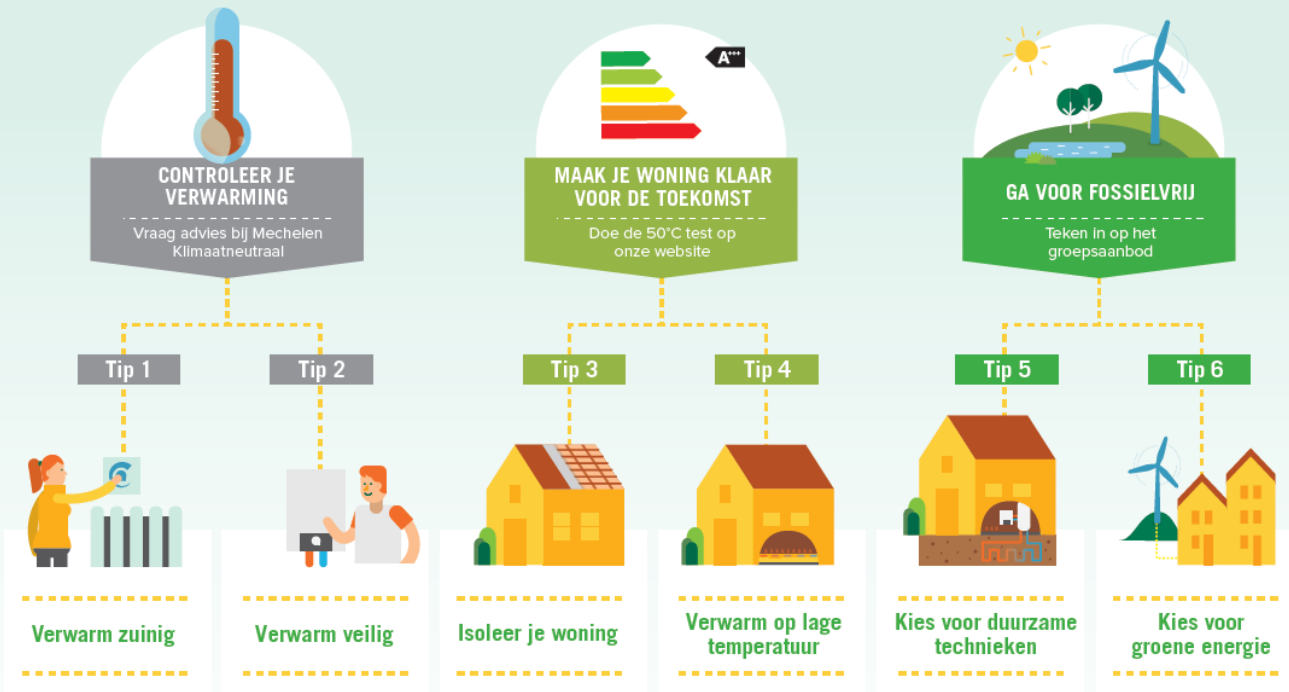 A+++
CONTROLEER JE
VERWARMING
Vraag advies bij Mechelen
Klimaatneutraal
MAAK JE WONING KLAAR
VOOR DE TOEKOMST
Doe de 50°C test op
onze website
GA VOOR FOSSIELVRIJ
Teken in op het
groepsaanbod
Tip 1
Tip 2
Tip 3
Tip 4
Tip 5
Tip 6
Verwarm zuinig
Verwarm veilig
Isoleer je woning
Verwarm op lage
temperatuur
Kies voor duurzame
technieken
Kies voor
groene energie